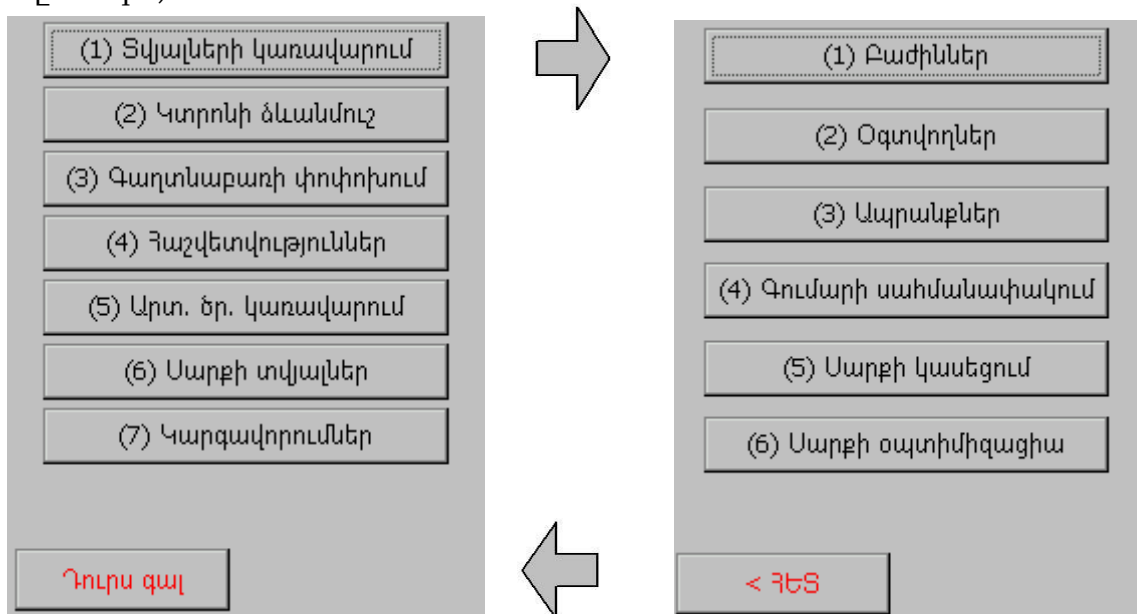 (1) Տվյալների կառավարում
(2) Կտրոնի ձևանմուշ
(3) Գաղտնաբառի փոփոխում
(4) Հաշվետվություններ
(5) Արտ. ծր. կառավարում
(6) Սարքի տվյալներ
(7) Կարգավորումներ
Դուրս գալ
(1) Բաժիններ
(2) Օգտվողներ
(3) Ապրանքներ
(4) Գումարի սահմանափակում
(5) Սարքի կասեցում
(6) Սարքի օպտիմիզացիա
< ՀԵՏ